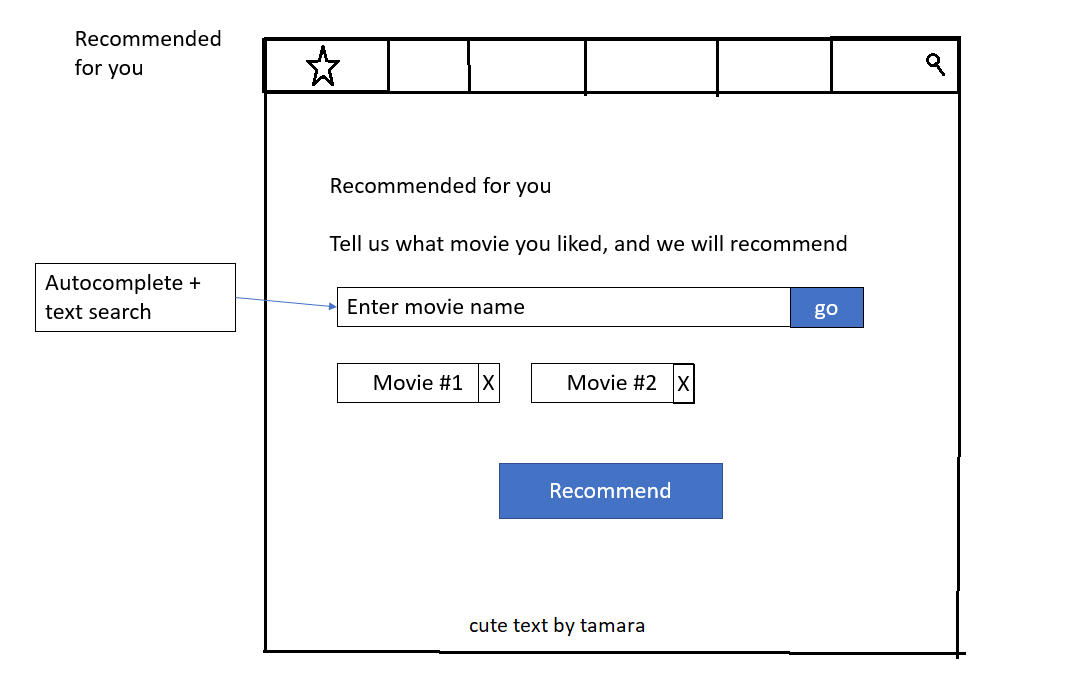 Recommended
for you
Recommended for you
Tell us what movie you liked, and we will recommend
Autocomplete +
text search
Enter movie name
go
Movie #1 X
Movie #2 X
Recommend
cute text by tamara